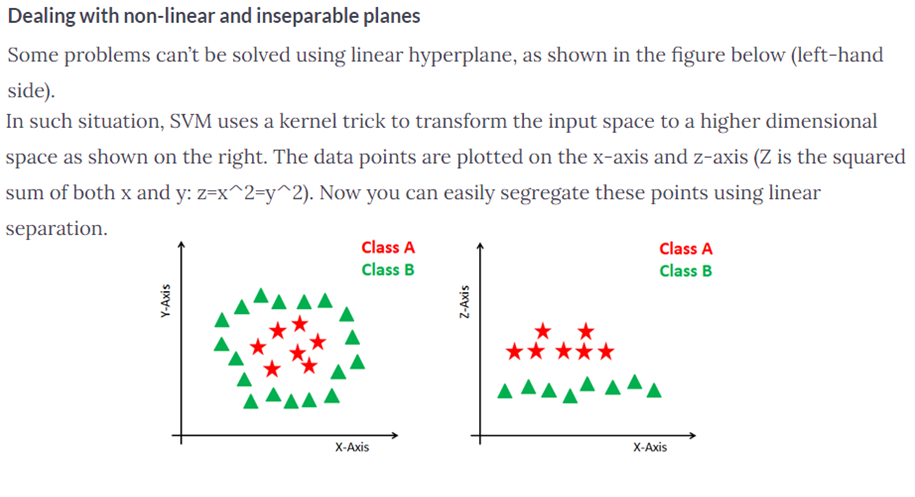 Dealing with non-linear and inseparable planes
Some problems can't be solved using linear hyperplane, as shown in the figure below (left-hand
side).
In such situation, SVM uses a kernel trick to transform the input space to a higher dimensional
space as shown on the right. The data points are plotted on the x-axis and z-axis (Z is the squared
sum of both x and y: z=x^2=y^2). Now you can easily segregate these points using linear
separation.
Class A
Class B
Y-Axis
X-Axis
Class A
Class B
Z-Axis
X-Axis